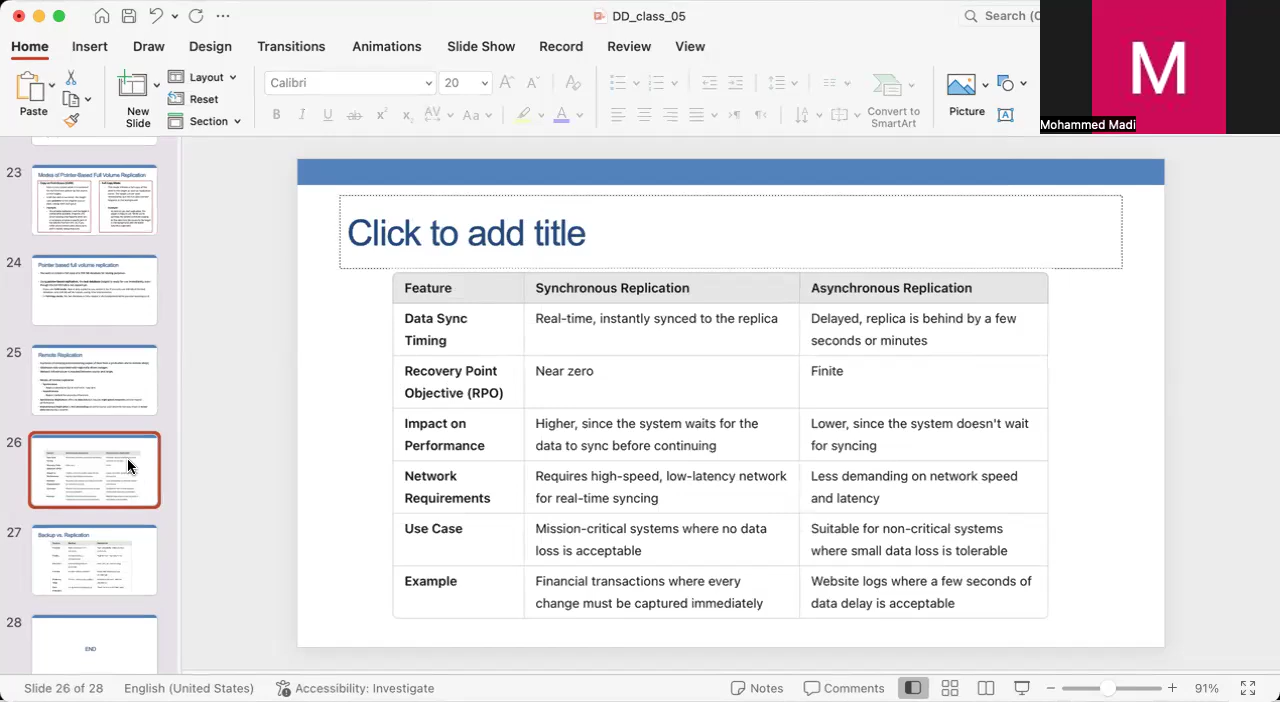 DD_class_05
Search (C
Home Insert Draw Design Transitions Animations Slide Show Record Review View
Paste
New Slide
Layout
Reset
Section
Calibri 20
Convert to SmartArt
Picture
M
Mohammed Madi
23
Modes of Pointer-Based Full Volume Replication
24
Pointer based full volume replication
25
Remote Replication
26
27
Backup vs. Replication
28
END
Click to add title
Feature Synchronous Replication Asynchronous Replication
Data Sync Timing Real-time, instantly synced to the replica Delayed, replica is behind by a few seconds or minutes
Recovery Point Objective (RPO) Near zero Finite
Impact on Performance Higher, since the system waits for the data to sync before continuing Lower, since the system doesn't wait for syncing
Network Requirements Requires high-speed, low-latency network for real-time syncing Less demanding on network speed and latency
Use Case Mission-critical systems where no data loss is acceptable Suitable for non-critical systems where small data loss is tolerable
Example Financial transactions where every change must be captured immediately Website logs where a few seconds of data delay is acceptable
Slide 26 of 28 English (United States) Accessibility: Investigate Notes Comments 91%